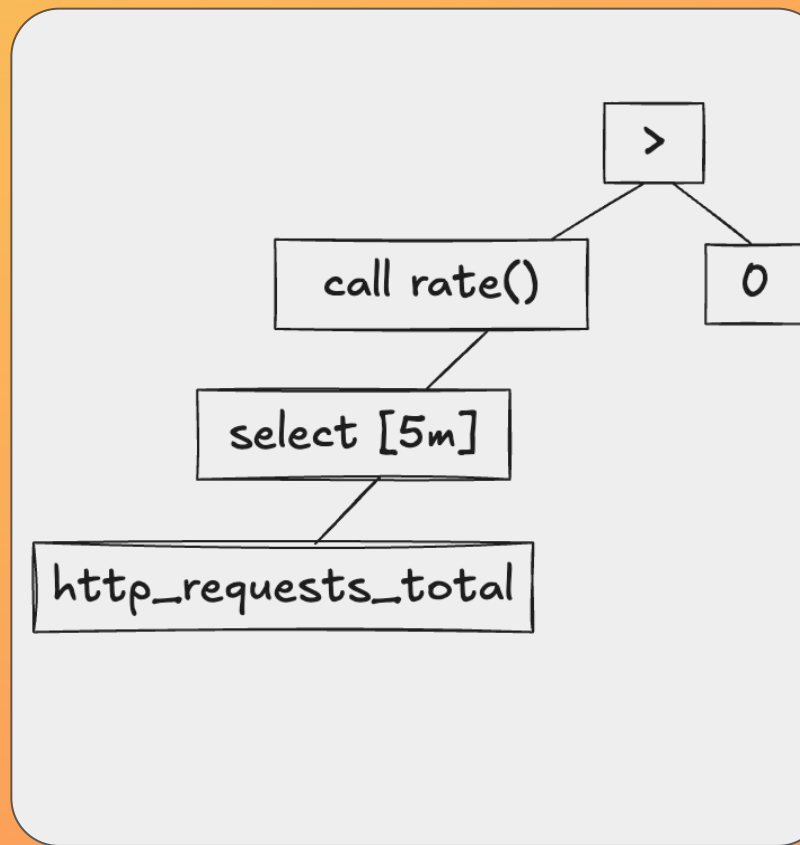 >
call rate()
0
select [5m]
http_requests_total